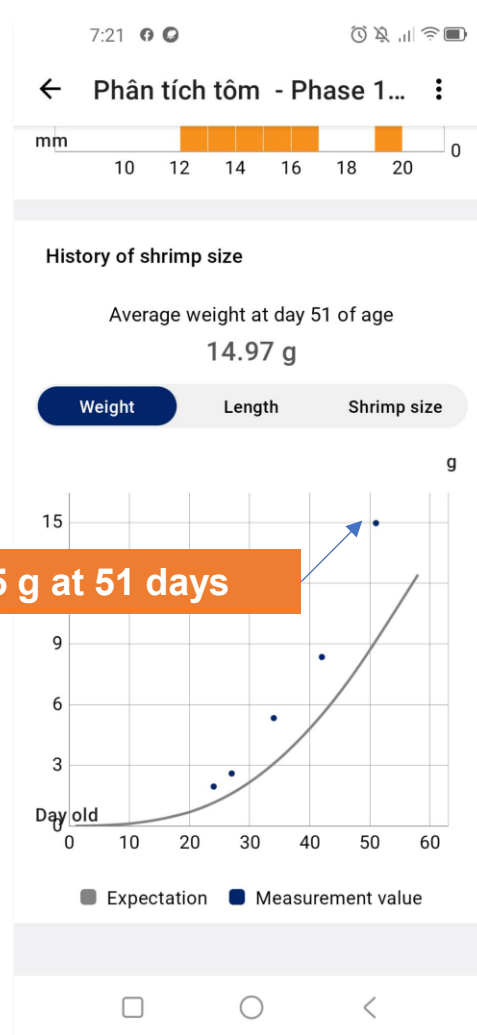 7:21
Phân tích tôm - Phase 1...
mm
0
10 12 14 16 18 20
History of shrimp size
Average weight at day 51 of age
14.97 g
Weight Length Shrimp size
g
15
5 g at 51 days
9
6
3
Day old
0
0 10 20 30 40 50 60
Expectation Measurement value